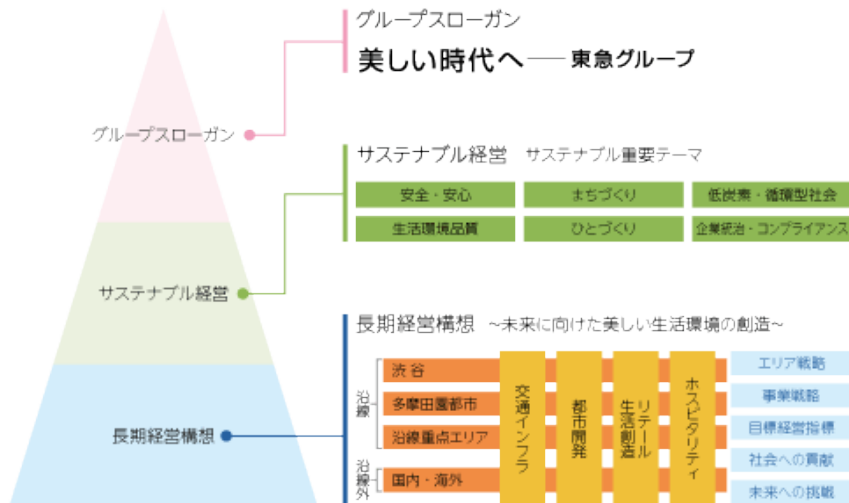 グループスローガン
美しい時代へ──東急グループ
グループスローガン
サステナブル経営 サステナブル重要テーマ
安全・安心 まちづくり 低炭素・循環型社会
生活環境品質 ひとづくり 企業統治・コンプライアンス
サステナブル経営
長期経営構想 ~未来に向けた美しい生活環境の創造~
長期経営構想
沿線
渋谷
多摩田園都市
沿線重点エリア
沿線外
国内・海外
交通インフラ
都市開発
リテール
生活創造
ホスピタリティ
エリア戦略
事業戦略
目標経営指標
社会への貢献
未来への挑戦